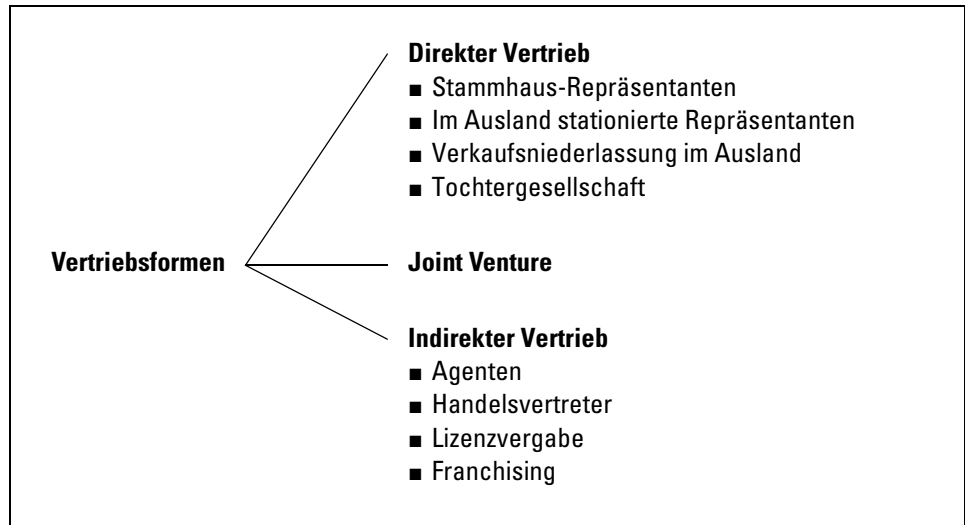 Direkter Vertrieb
■ Stammhaus-Repräsentanten
■ Im Ausland stationierte Repräsentanten
■ Verkaufsniederlassung im Ausland
■ Tochtergesellschaft
Vertriebsformen
Joint Venture
Indirekter Vertrieb
■ Agenten
■ Handelsvertreter
■ Lizenzvergabe
■ Franchising